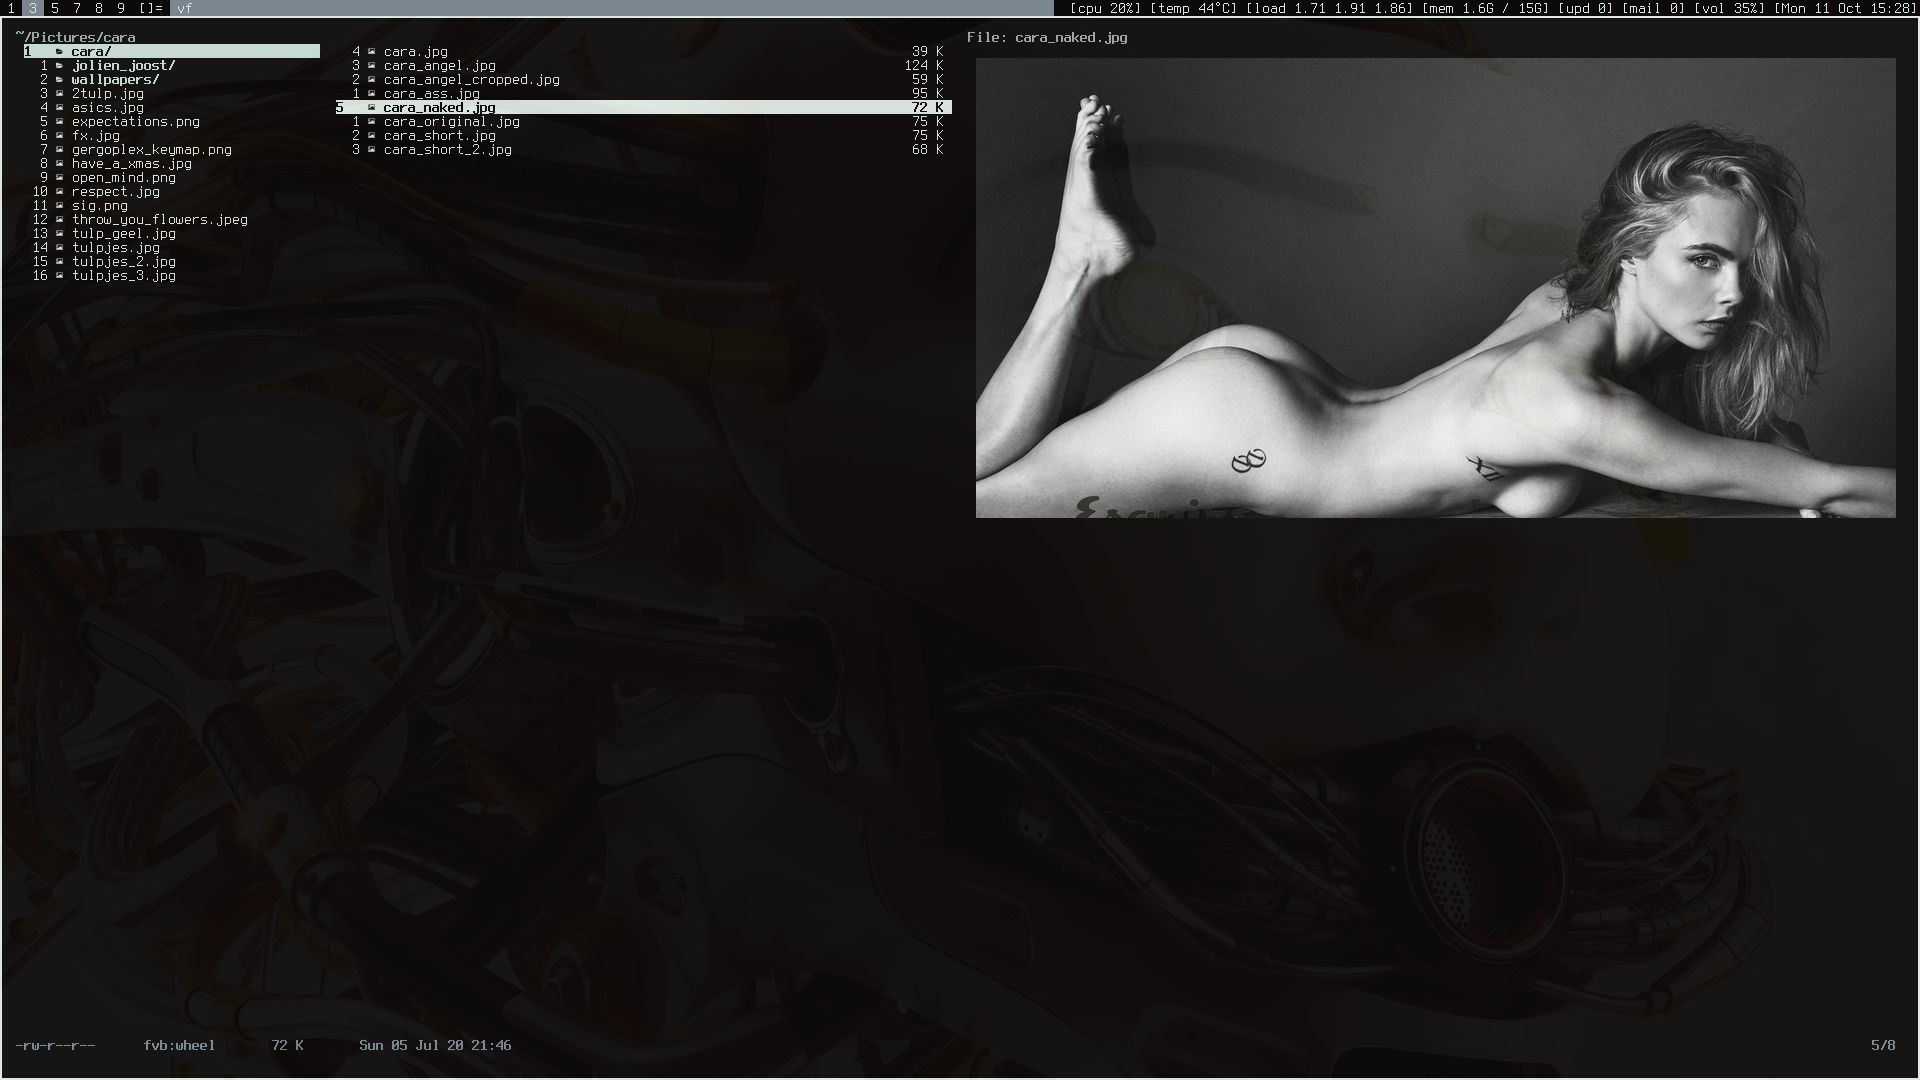 1 3 5 7 8 9 []= vf [cpu 20%] [temp 44°C] [load 1.71 1.91 1.86] [mem 1.6G / 15G] [upd 0] [mail 0] [vol 35%] [Mon 11 Oct 15:28]
~/Pictures/cara
1 cara/
1 jolien_joost/
2 wallpapers/
3 2tulp.jpg
4 asics.jpg
5 expectations.png
6 fx.jpg
7 gergoplex_keymap.png
8 have_a_xmas.jpg
9 open_mind.png
10 respect.jpg
11 sig.png
12 throw_you_flowers.jpeg
13 tulp_geel.jpg
14 tulpjes.jpg
15 tulpjes_2.jpg
16 tulpjes_3.jpg
4 cara.jpg 39 K
3 cara_angel.jpg 124 K
2 cara_angel_cropped.jpg 59 K
1 cara_ass.jpg 95 K
5 cara_naked.jpg 72 K
1 cara_original.jpg 75 K
2 cara_short.jpg 75 K
3 cara_short_2.jpg 68 K
File: cara_naked.jpg
XII
Esquire
-rw-r--r-- fvb:wheel 72 K Sun 05 Jul 20 21:46 5/8